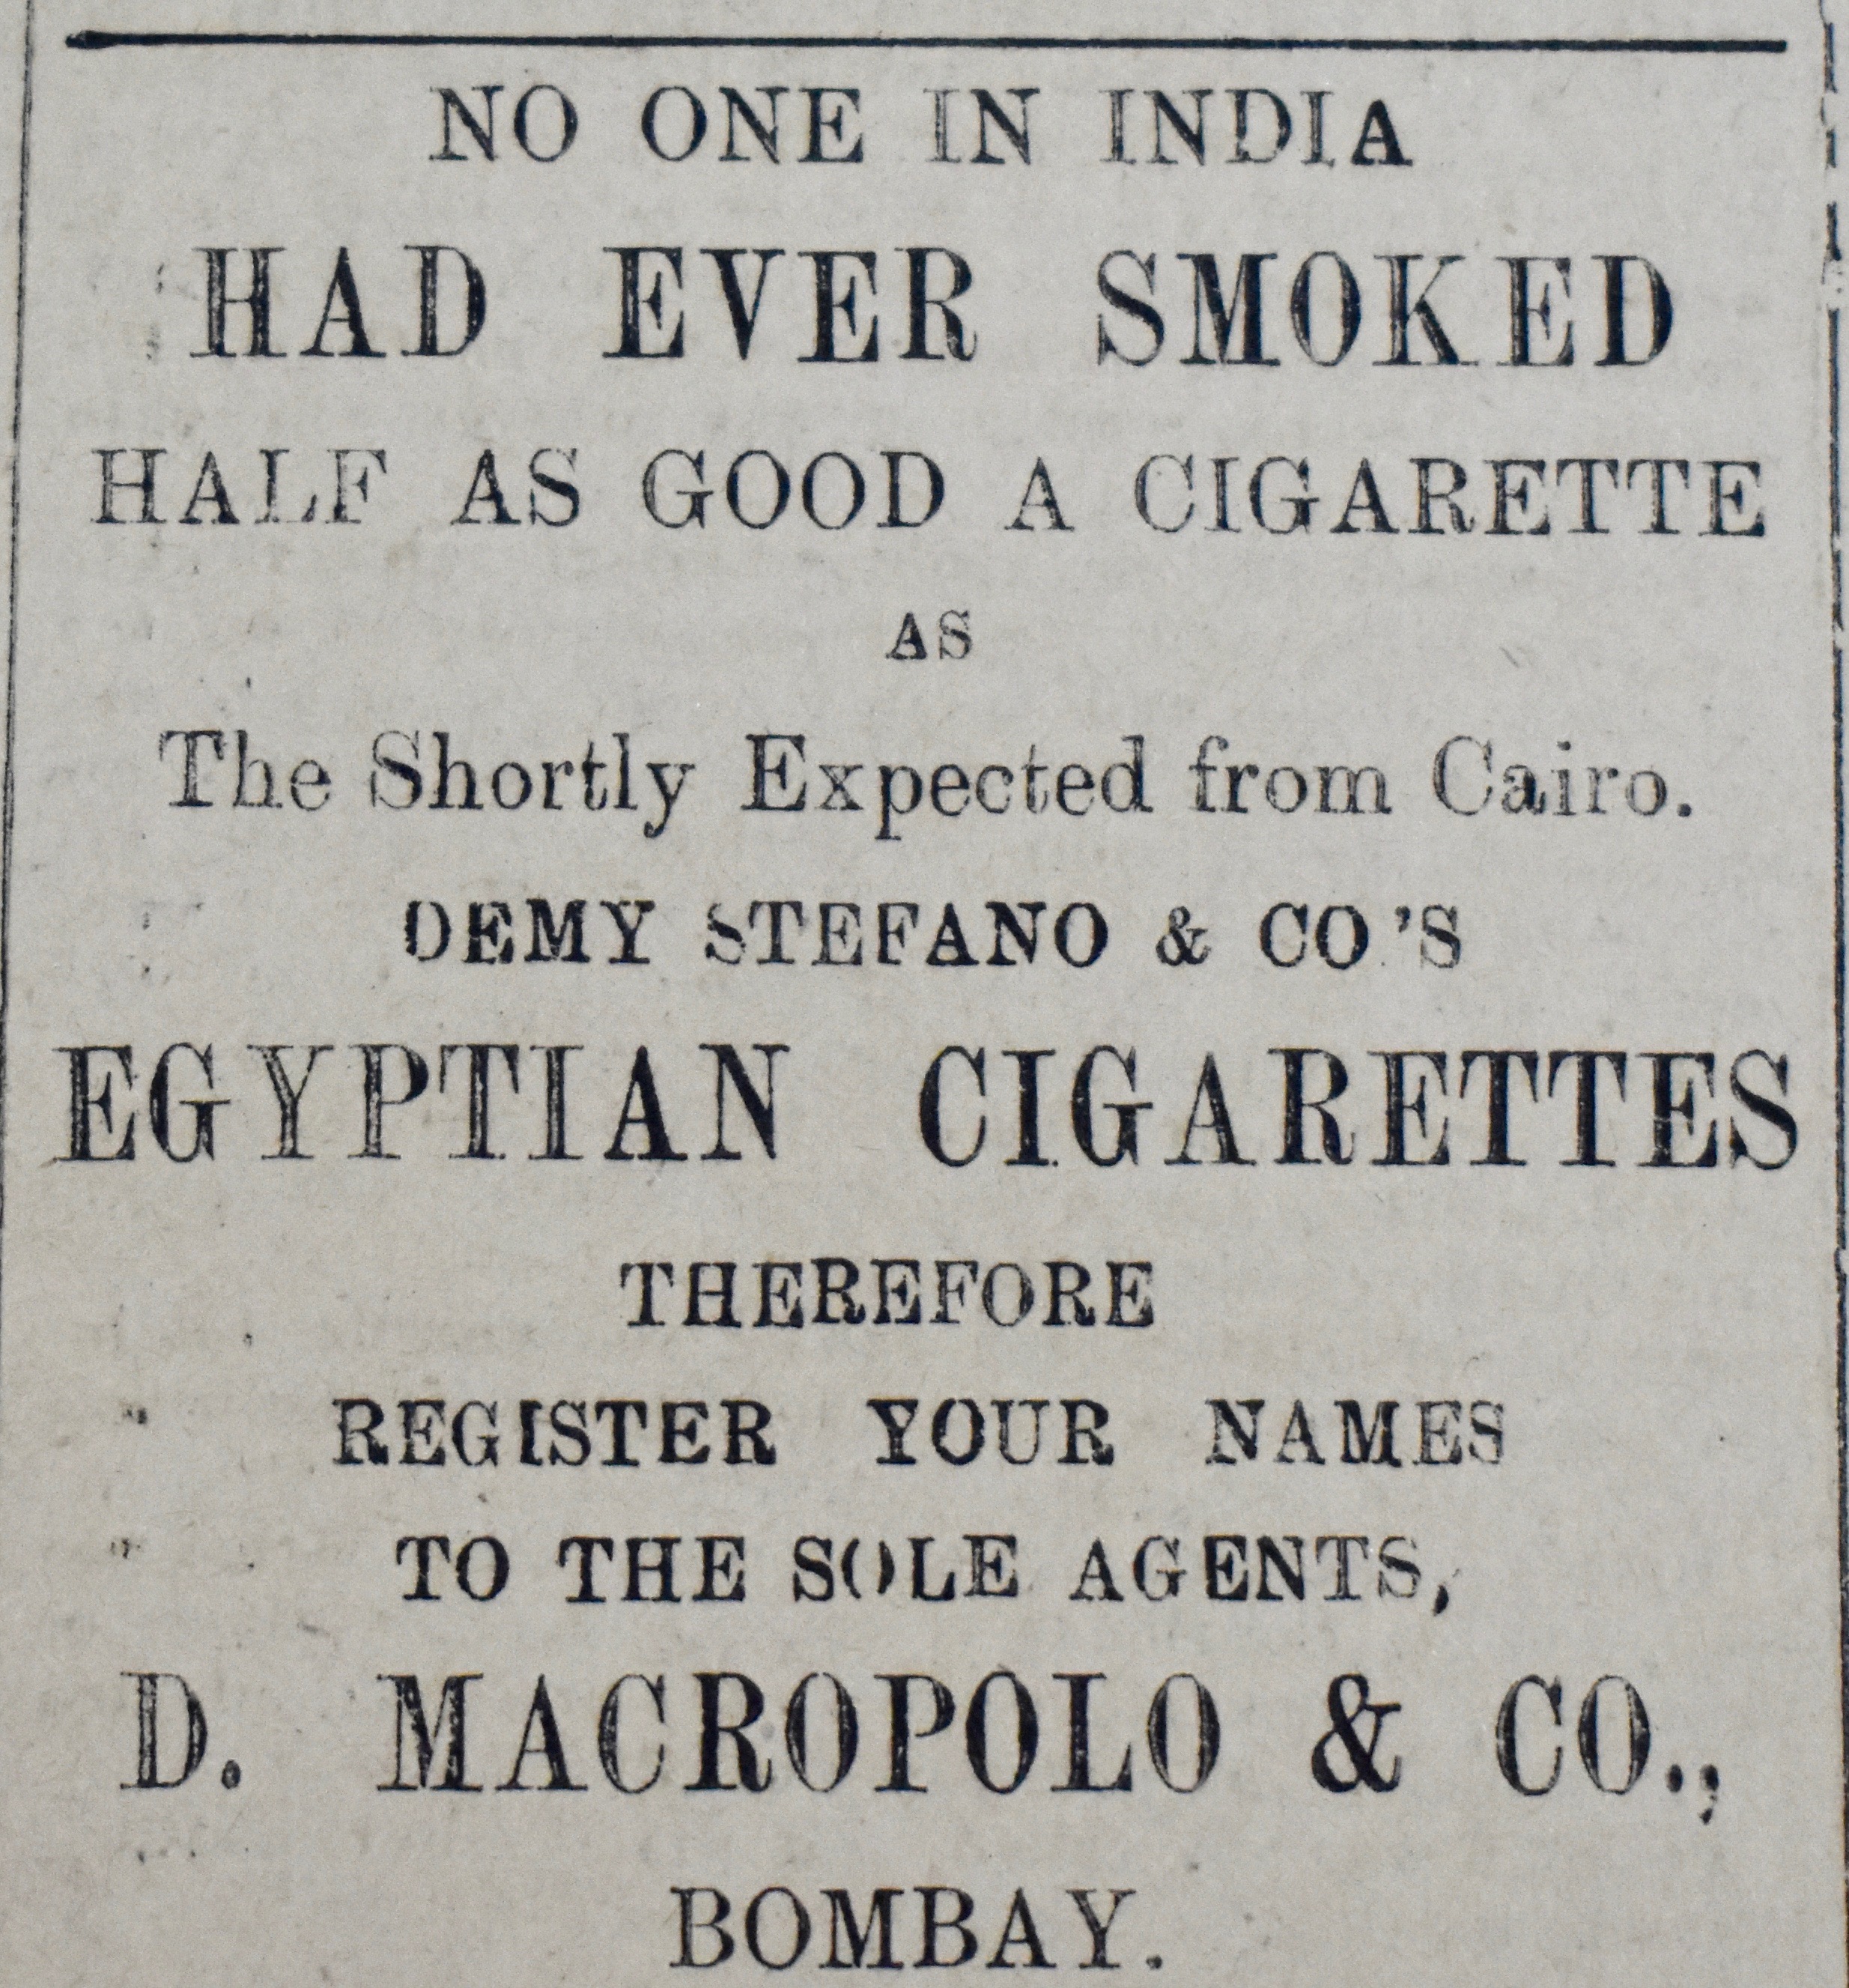 NO ONE IN INDIA
HAD EVER SMOKED
HALF AS GOOD A CIGARETTE
AS
The Shortly Expected from Cairo.
DEMY STEFANO & CO.'S
EGYPTIAN CIGARETTES
THEREFORE
REGISTER YOUR NAMES
TO THE SOLE AGENTS,
D. MACROPOLO & CO.,
BOMBAY.